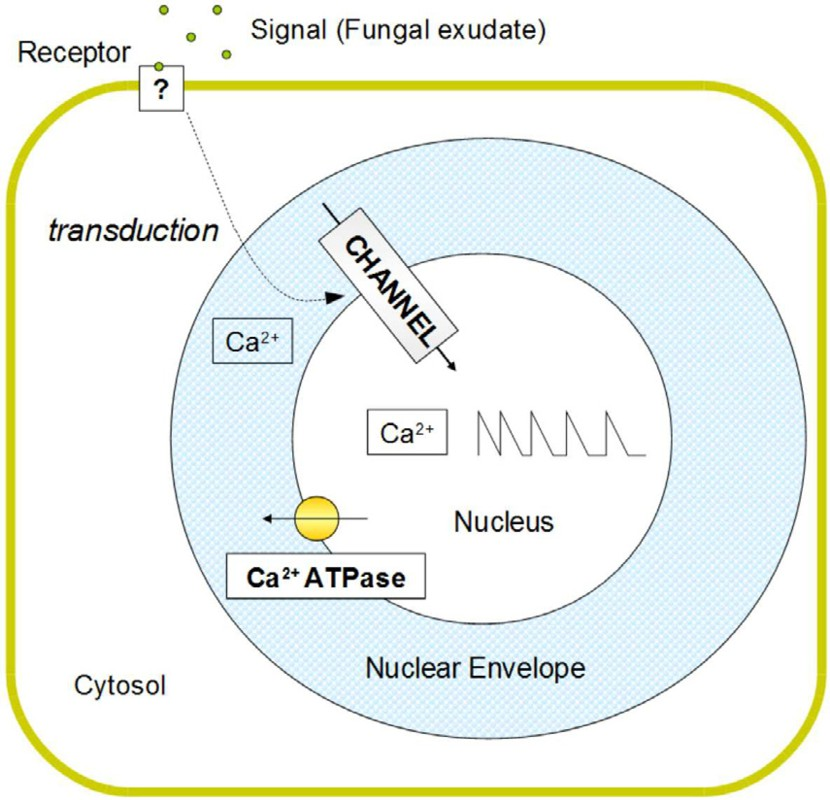 Signal (Fungal exudate)
Receptor
?
transduction
CHANNEL
Ca²⁺
Ca²⁺
Nucleus
Ca²⁺ ATPase
Nuclear Envelope
Cytosol